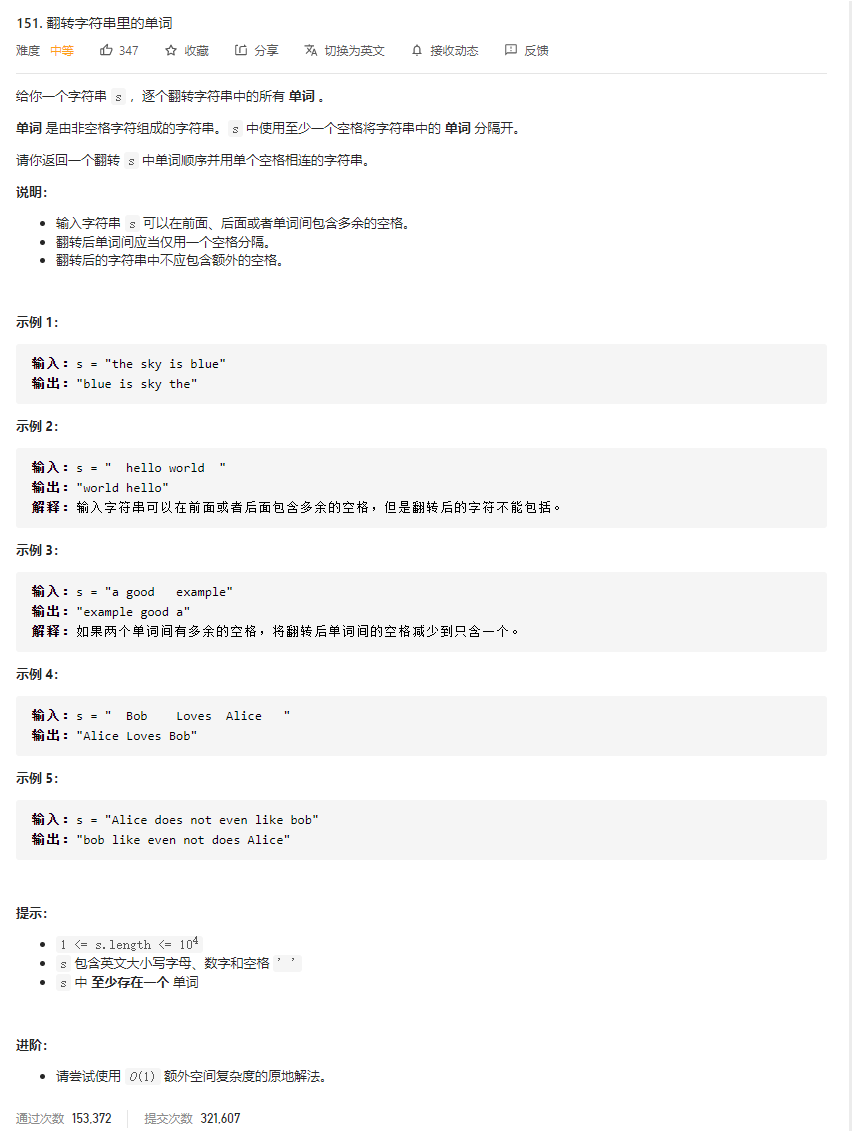 151. 翻转字符串里的单词
难度 中等 347 收藏 分享 切换为英文 接收动态 反馈
给你一个字符串 s ，逐个翻转字符串中的所有 单词 。
单词 是由非空格字符组成的字符串。s 中使用至少一个空格将字符串中的 单词 分隔开。
请你返回一个翻转 s 中单词顺序并用单个空格相连的字符串。
说明：
• 输入字符串 s 可以在前面、后面或者单词间包含多余的空格。
• 翻转后单词间应当仅用一个空格分隔。
• 翻转后的字符串中不应包含额外的空格。
示例 1：
输入：s = "the sky is blue"
输出："blue is sky the"
示例 2：
输入：s = "  hello world  "
输出："world hello"
解释：输入字符串可以在前面或者后面包含多余的空格，但是翻转后的字符不能包括。
示例 3：
输入：s = "a good   example"
输出："example good a"
解释：如果两个单词间有多余的空格，将翻转后单词间的空格减少到只含一个。
示例 4：
输入：s = "  Bob    Loves  Alice   "
输出："Alice Loves Bob"
示例 5：
输入：s = "Alice does not even like bob"
输出："bob like even not does Alice"
提示：
• 1 <= s.length <= 10⁴
• s 包含英文大小写字母、数字和空格 ' '
• s 中 至少存在一个 单词
进阶：
• 请尝试使用 O(1) 额外空间复杂度的原地解法。
通过次数 153,372 提交次数 321,607